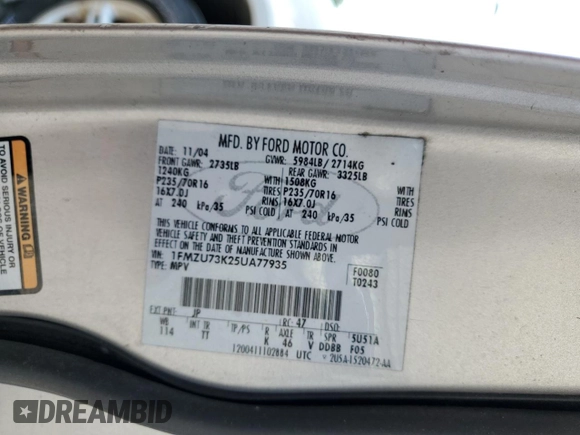 MFD. BY FORD MOTOR CO.
DATE: 11/04 GVWR: 5984LB/ 2714KG
FRONT GAWR: 2735LB REAR GAWR: 3325LB
1240KG 1508KG
P235/70R16 TIRES P235/70R16 TIRES
16X7.0J RIMS 16X7.0J RIMS
AT 240 kPa/35 PSI COLD AT 240 kPa/35 PSI COLD
THIS VEHICLE CONFORMS TO ALL APPLICABLE FEDERAL MOTOR
VEHICLE SAFETY AND THEFT PREVENTION STANDARDS IN
EFFECT ON THE DATE OF MANUFACTURE SHOWN ABOVE.
VIN: 1FMZU73K25UA77935
TYPE: MPV
F0080
T0243
EXT PNT: JP RC: 47 DSO:
WB INT TR TP/PS R AXLE TR SPR 5U51A
114 TT K 46 V DDBB F05
1200411102884 UTC 2U5A-1520472-AA
Ford
WARNING
TO AVOID SERIOUS INJURY OR
DREAMBID